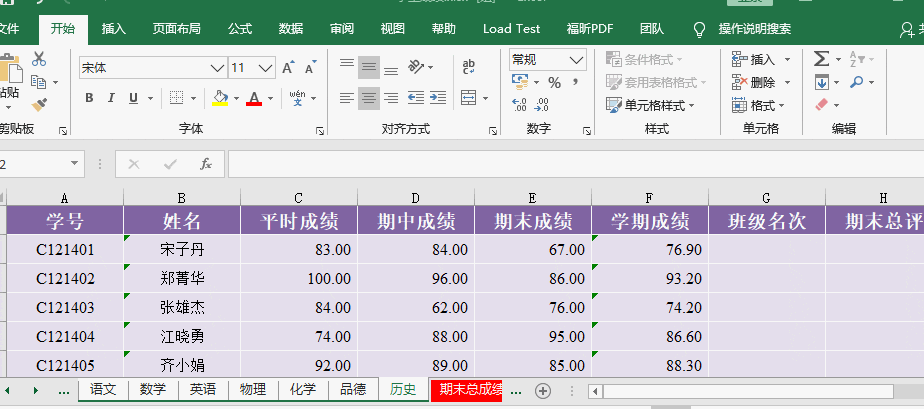 文件 开始 插入 页面布局 公式 数据 审阅 视图 帮助 Load Test 福昕PDF 团队 操作说明搜索
宋体 11 A A ab 常规 条件格式 插入 Σ
粘贴 套用表格格式 删除
B I U A wén 文 % 单元格样式 格式
剪贴板 字体 对齐方式 数字 样式 单元格 编辑
2 fx
A B C D E F G H
学号 姓名 平时成绩 期中成绩 期末成绩 学期成绩 班级名次 期末总评
C121401 宋子丹 83.00 84.00 67.00 76.90
C121402 郑菁华 100.00 96.00 86.00 93.20
C121403 张雄杰 84.00 62.00 76.00 74.20
C121404 江晓勇 74.00 88.00 95.00 86.60
C121405 齐小娟 92.00 89.00 85.00 88.30
... 语文 数学 英语 物理 化学 品德 历史 期末总成绩 ...